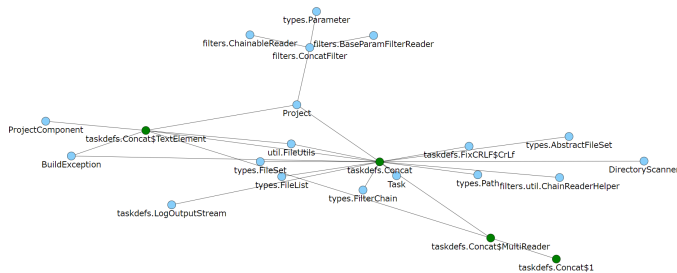 types.Parameter
filters.ChainableReader
filters.BaseParamFilterReader
filters.ConcatFilter
Project
ProjectComponent
taskdefs.Concat$TextElement
types.AbstractFileSet
util.FileUtils
taskdefs.FixCRLF$CrLf
BuildException
types.FileSet
taskdefs.Concat
DirectoryScanner
types.FileList
Task
types.Path
filters.util.ChainReaderHelper
types.FilterChain
taskdefs.LogOutputStream
taskdefs.Concat$MultiReader
taskdefs.Concat$1